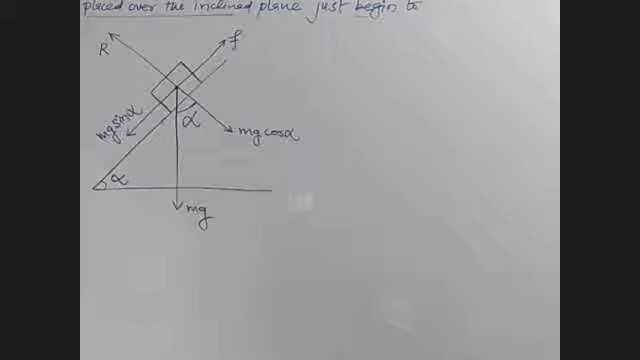 placed over the inclined plane just begin to
R
f
mg sinα
α
mg cosα
α
mg